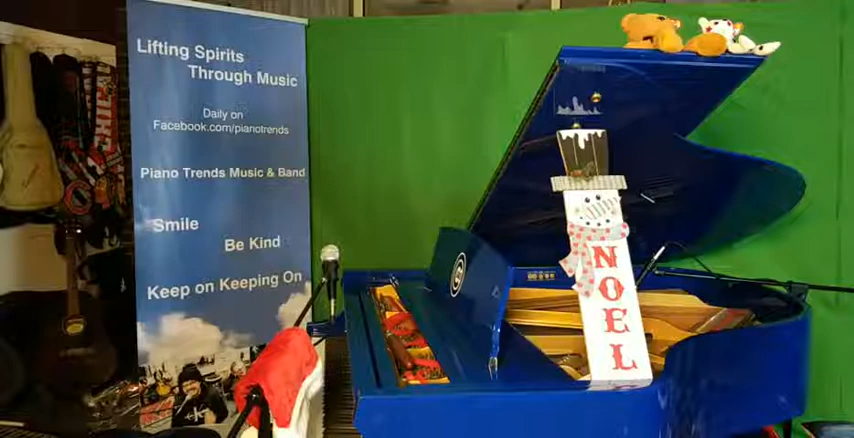 Lifting Spirits
Through Music
Daily on
Facebook.com/pianotrends
Piano Trends Music & Band
Smile
Be Kind
Keep on Keeping On
NOEL